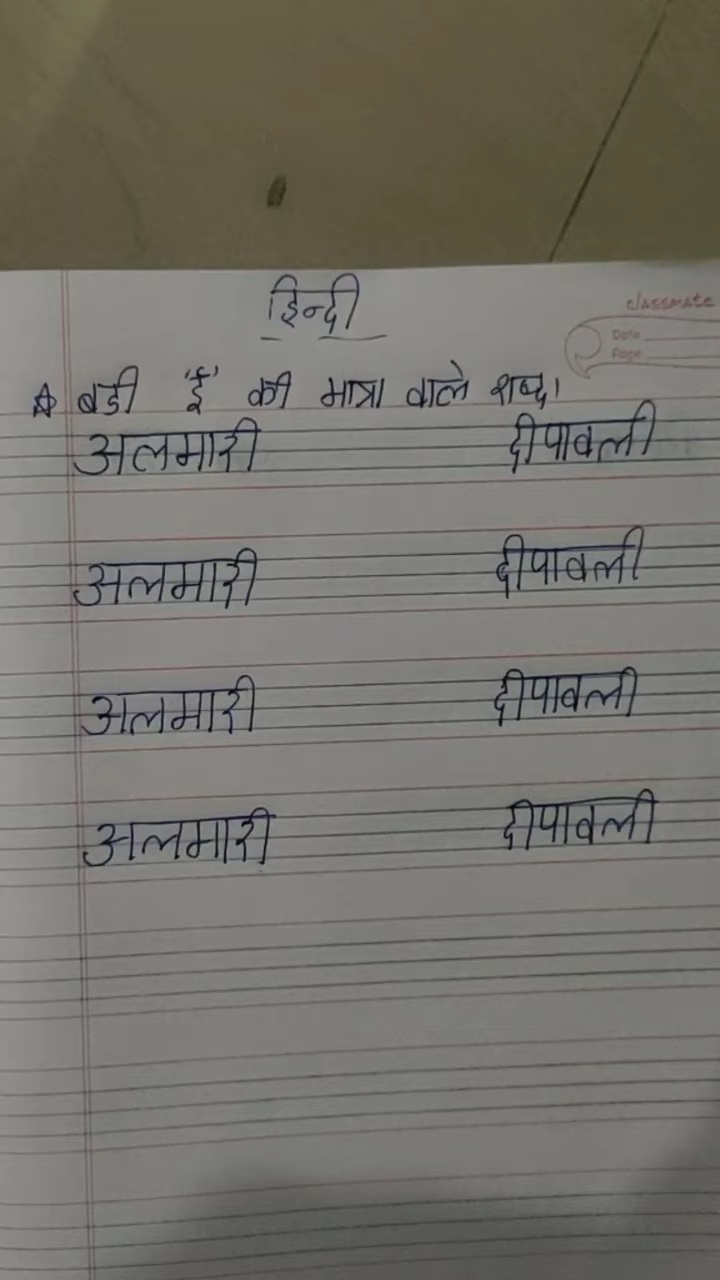 हिन्दी
classmate
Date
Page
☆ बडी 'ई' की मात्रा वाले शब्द।
अलमारी दीपावली
अलमारी दीपावली
अलमारी दीपावली
अलमारी दीपावली